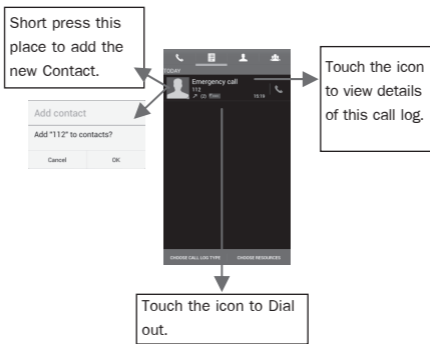 Short press this
place to add the
new Contact.
TODAY
Emergency call
112
15:16
Touch the icon
to view details
of this call log.
Add contact
Add "112" to contacts?
Cancel OK
CHOOSE CALL LOG TYPE CHOOSE RESOURCES
Touch the icon to Dial
out.